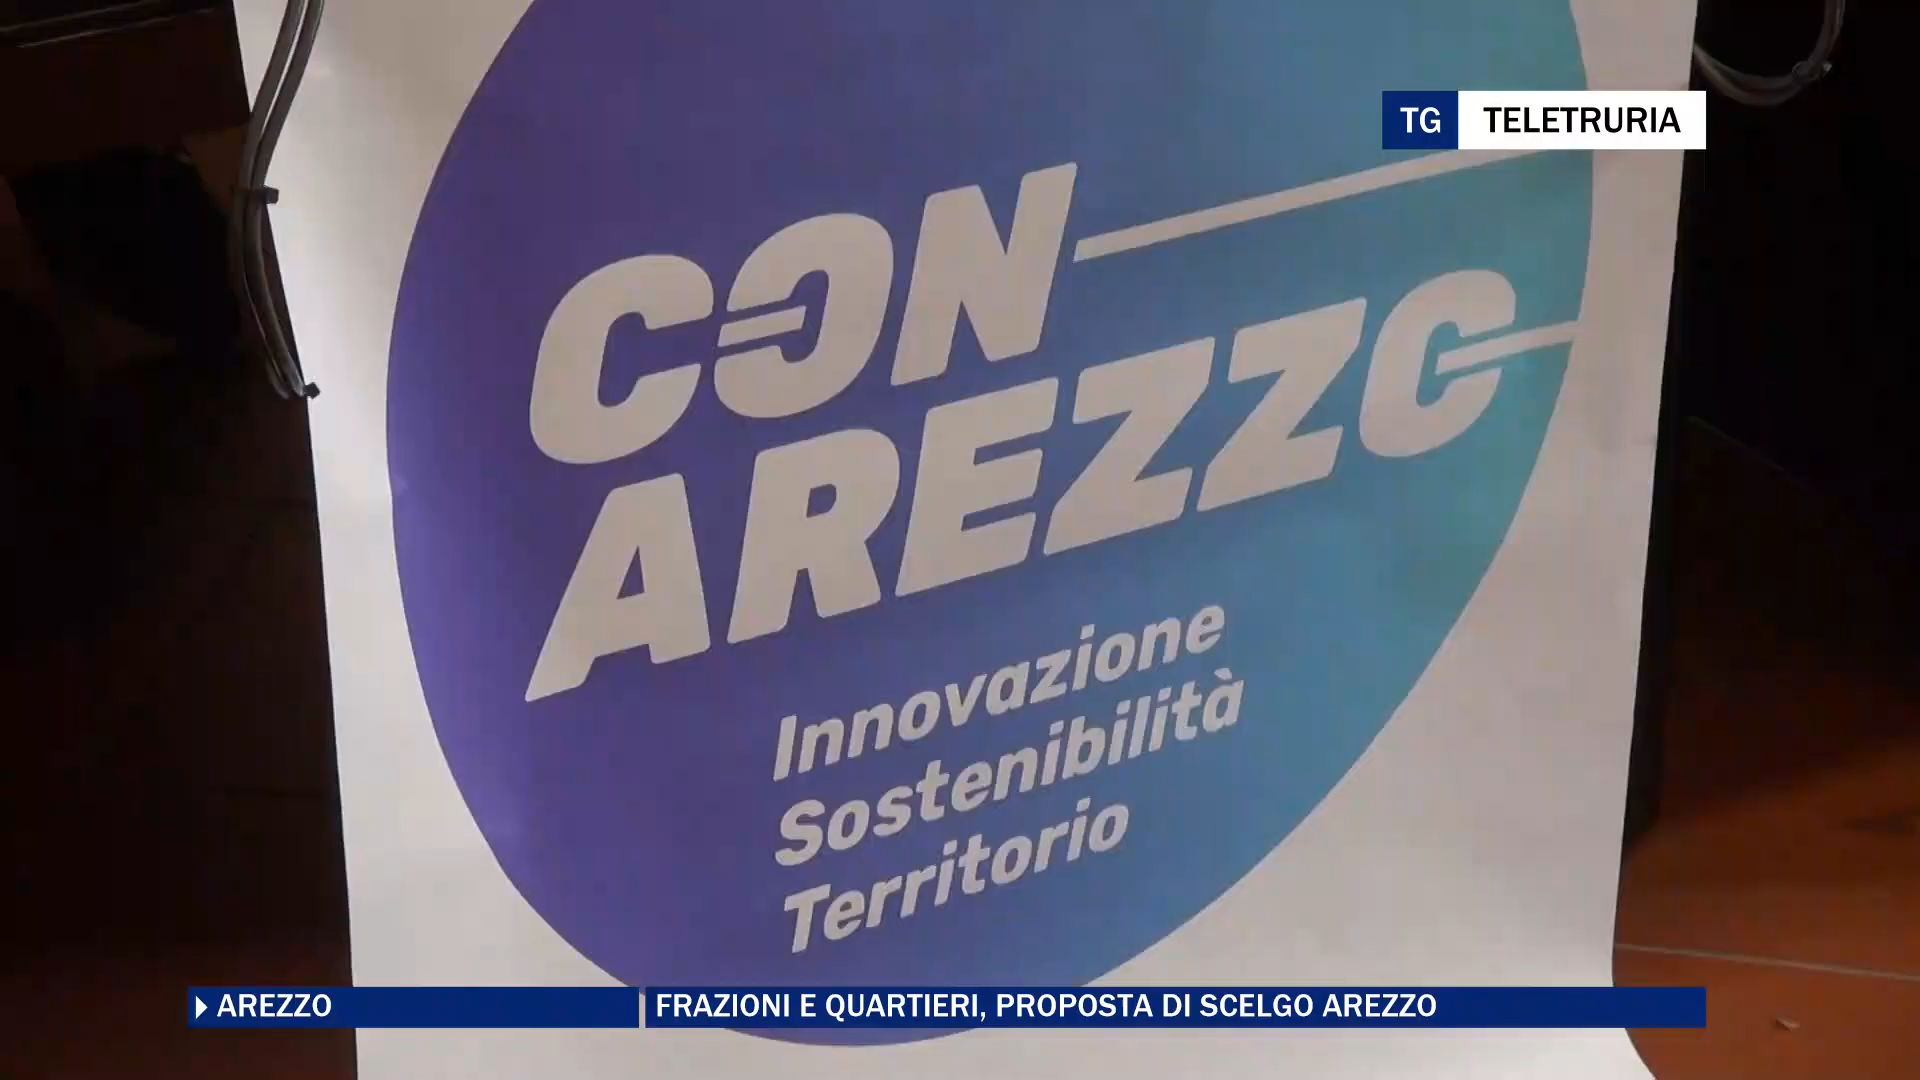 TG TELETRURIA
CON
AREZZO
Innovazione
Sostenibilità
Territorio
AREZZO
FRAZIONI E QUARTIERI, PROPOSTA DI SCELGO AREZZO